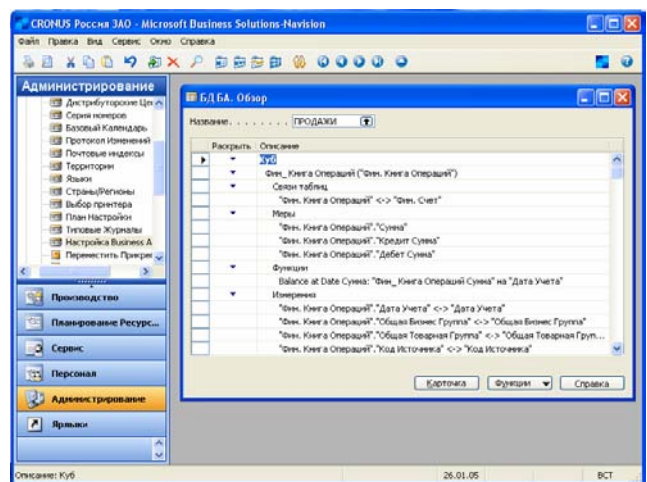 CRONUS Россия ЗАО - Microsoft Business Solutions-Navision
Файл Правка Вид Сервис Окно Справка
Администрирование
Дистрибуторские Цен
Серия номеров
Базовый Календарь
Протокол Изменений
Почтовые индексы
Территории
Языки
Страны/Регионы
Выбор принтера
План Настройки
Типовые Журналы
Настройка Business A
Переместить Прикреп
Производство
Планирование Ресурс...
Сервис
Персонал
Администрирование
Ярлыки
БД БА. Обзор
Название. . . . . . . . ПРОДАЖИ
Раскрыть Описание
Куб
Фин_ Книга Операций ("Фин. Книга Операций")
Связи таблиц
"Фин. Книга Операций" <-> "Фин. Счет"
Меры
"Фин. Книга Операций"."Сумма"
"Фин. Книга Операций"."Кредит Сумма"
"Фин. Книга Операций"."Дебет Сумма"
Функции
Balance at Date Сумма: "Фин_ Книга Операций Сумма" на "Дата Учета"
Измерения
"Фин. Книга Операций"."Дата Учета" <-> "Дата Учета"
"Фин. Книга Операций"."Общая Бизнес Группа" <-> "Общая Бизнес Группа"
"Фин. Книга Операций"."Общая Товарная Группа" <-> "Общая Товарная Груп...
"Фин. Книга Операций"."Код Источника" <-> "Код Источника"
Карточка Функции Справка
Описание: Куб 26.01.05 ВСТ